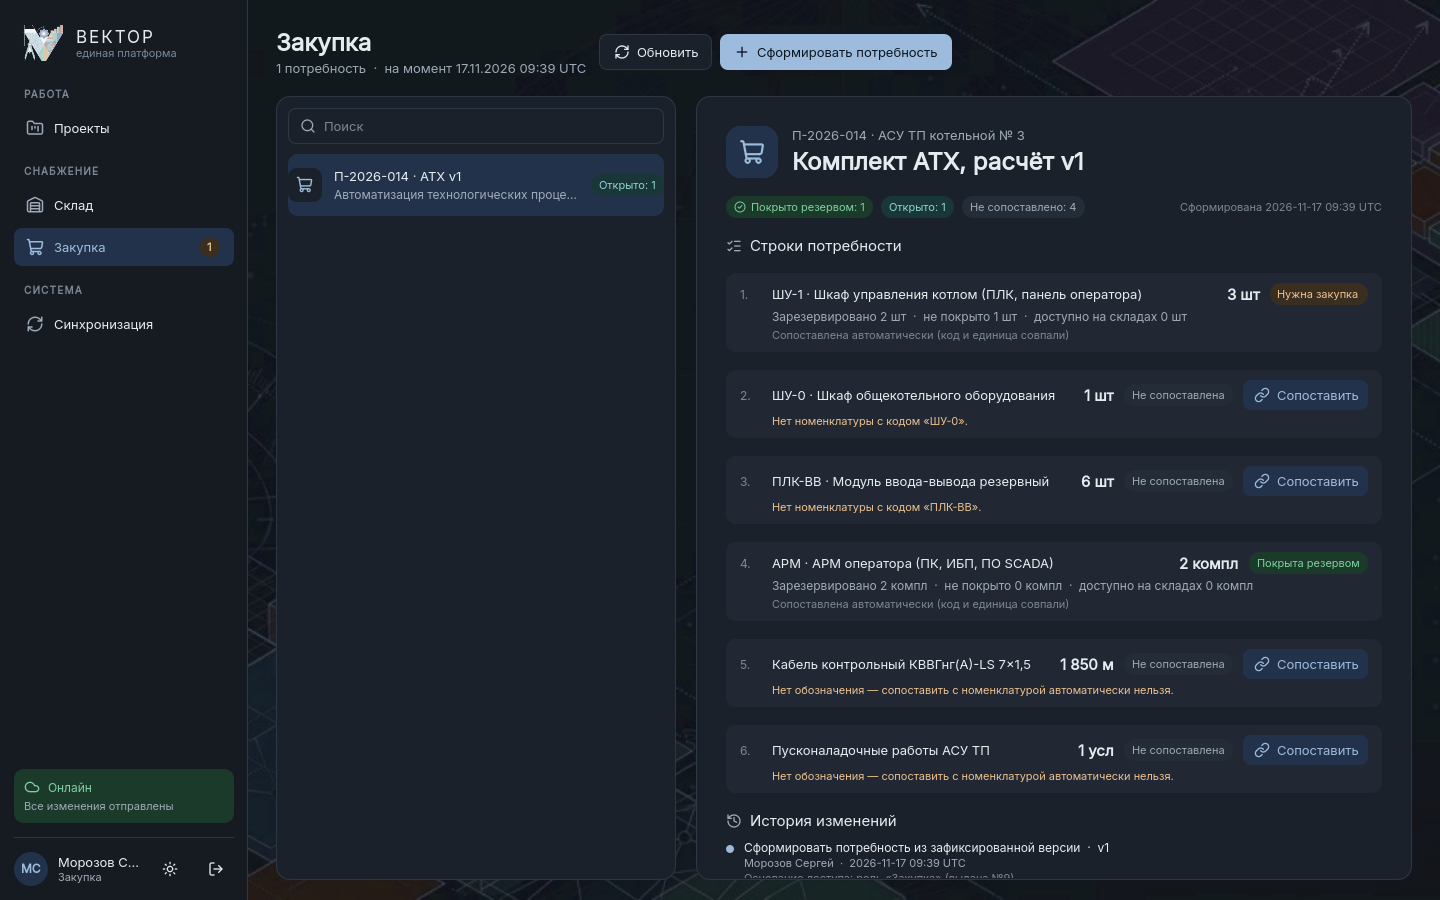 ВЕКТОР
единая платформа
РАБОТА
Проекты
СНАБЖЕНИЕ
Склад
Закупка
1
СИСТЕМА
Синхронизация
Онлайн
Все изменения отправлены
МС
Морозов С...
Закупка
Закупка
1 потребность · на момент 17.11.2026 09:39 UTC
Обновить
Сформировать потребность
Поиск
П-2026-014 · АТХ v1
Автоматизация технологических проце...
Открыто: 1
П-2026-014 · АСУ ТП котельной № 3
Комплект АТХ, расчёт v1
Покрыто резервом: 1
Открыто: 1
Не сопоставлено: 4
Сформирована 2026-11-17 09:39 UTC
Строки потребности
1.
ШУ-1 · Шкаф управления котлом (ПЛК, панель оператора)
3 шт
Нужна закупка
Зарезервировано 2 шт · не покрыто 1 шт · доступно на складах 0 шт
Сопоставлена автоматически (код и единица совпали)
2.
ШУ-0 · Шкаф общекотельного оборудования
1 шт
Не сопоставлена
Сопоставить
Нет номенклатуры с кодом «ШУ-0».
3.
ПЛК-ВВ · Модуль ввода-вывода резервный
6 шт
Не сопоставлена
Сопоставить
Нет номенклатуры с кодом «ПЛК-ВВ».
4.
АРМ · АРМ оператора (ПК, ИБП, ПО SCADA)
2 компл
Покрыта резервом
Зарезервировано 2 компл · не покрыто 0 компл · доступно на складах 0 компл
Сопоставлена автоматически (код и единица совпали)
5.
Кабель контрольный КВВГнг(А)-LS 7×1,5
1 850 м
Не сопоставлена
Сопоставить
Нет обозначения — сопоставить с номенклатурой автоматически нельзя.
6.
Пусконаладочные работы АСУ ТП
1 усл
Не сопоставлена
Сопоставить
Нет обозначения — сопоставить с номенклатурой автоматически нельзя.
История изменений
Сформировать потребность из зафиксированной версии · v1
Морозов Сергей · 2026-11-17 09:39 UTC
Основание доступа: роль «Закупка» (выдача №9)